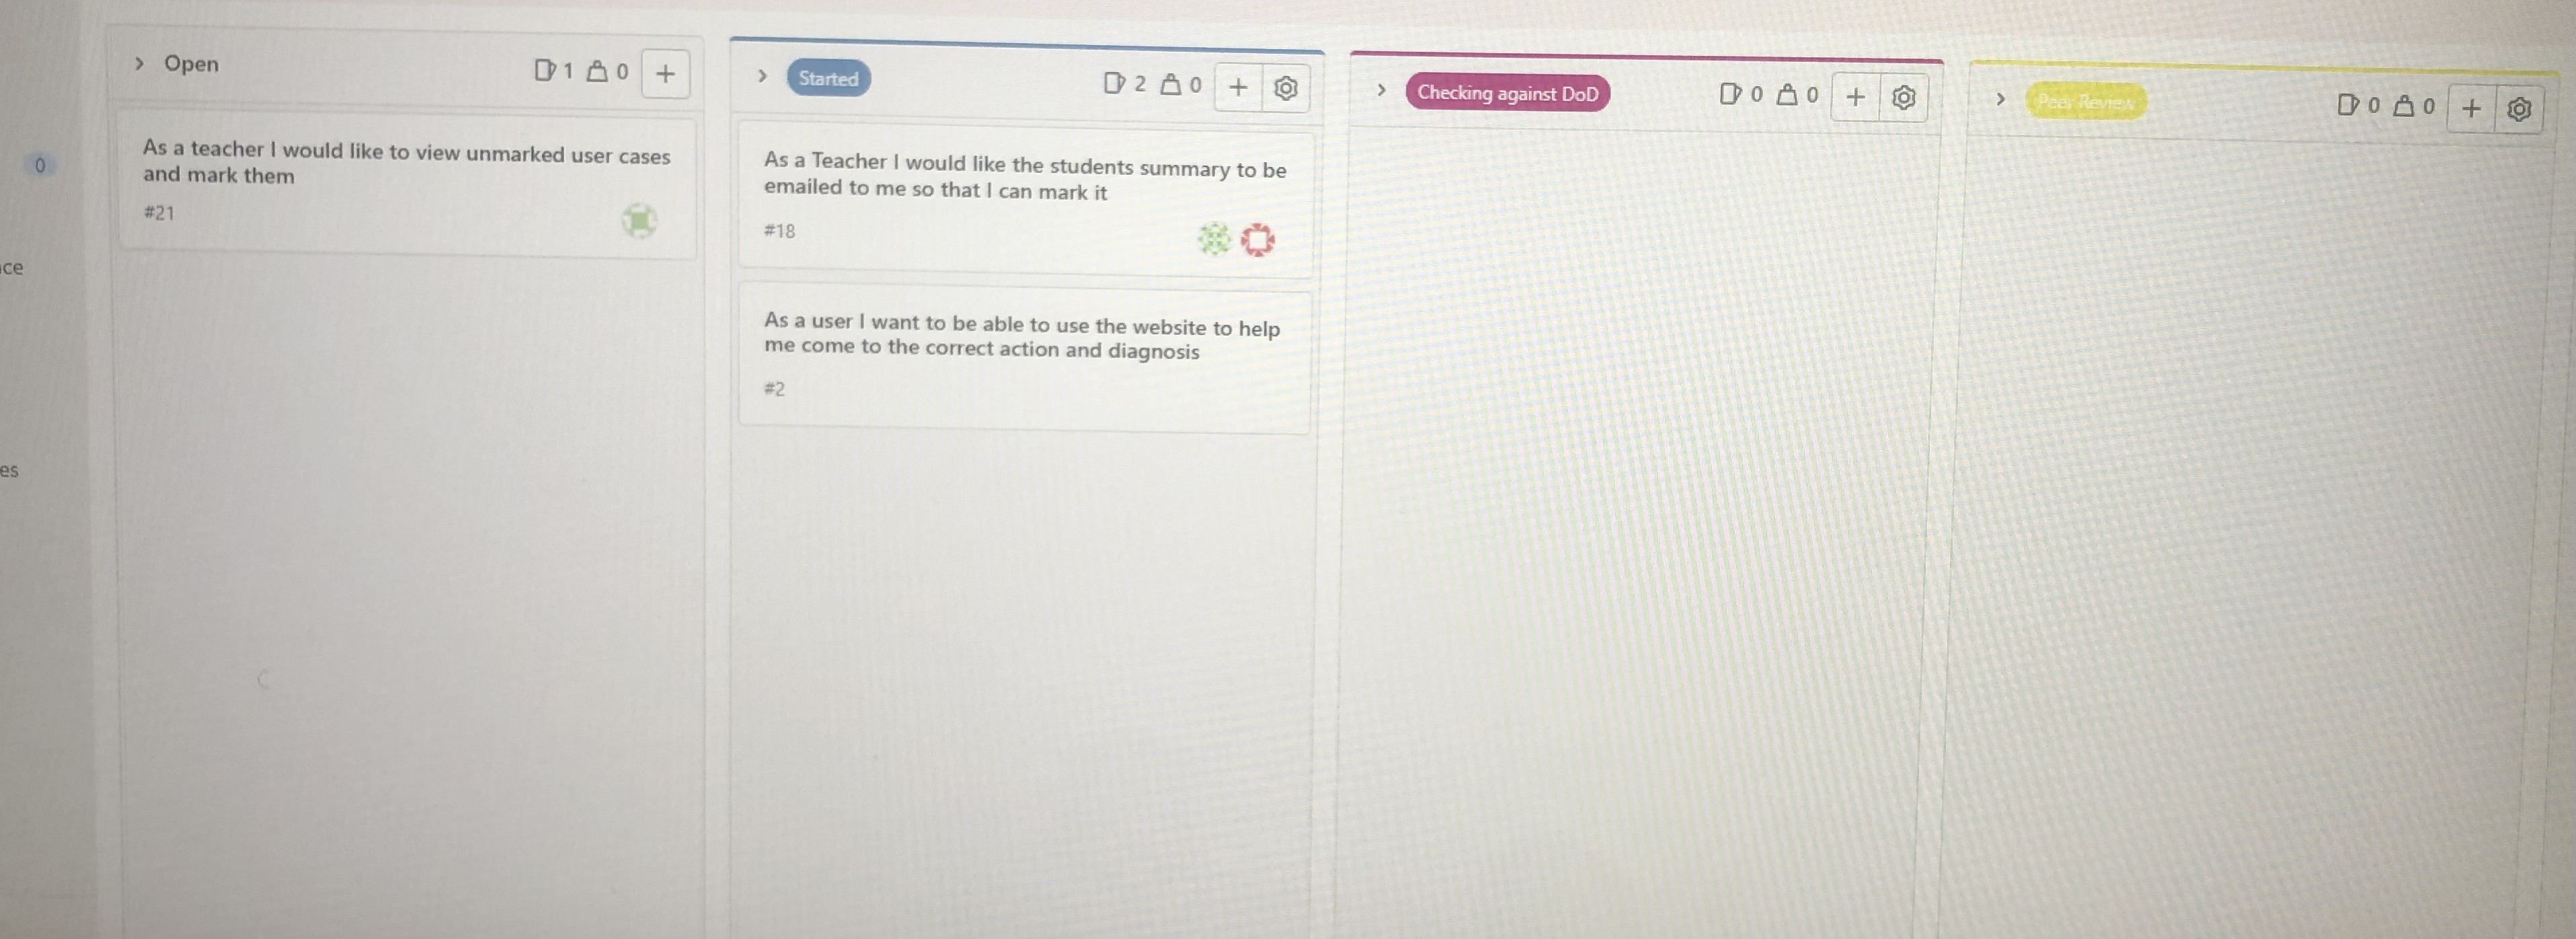 Open
1 0 +
As a teacher I would like to view unmarked user cases
and mark them
#21
Started
2 0 +
As a Teacher I would like the students summary to be
emailed to me so that I can mark it
#18
As a user I want to be able to use the website to help
me come to the correct action and diagnosis
#2
Checking against DoD
0 0 +
Peer Review
0 0 +
0
ce
es